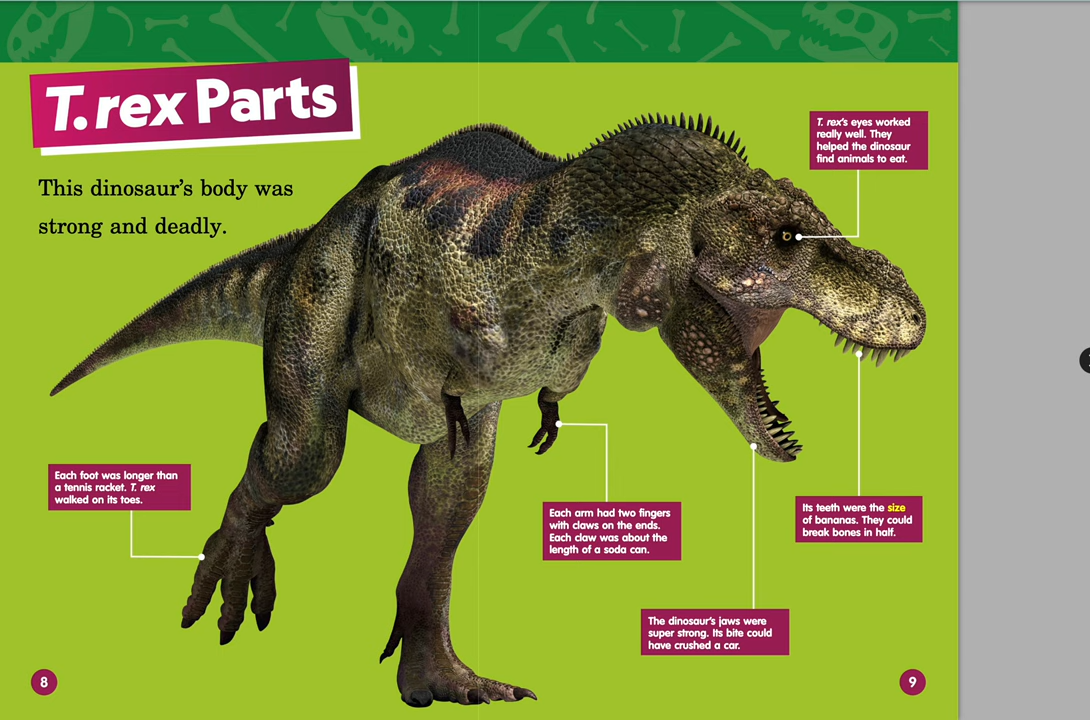 T. rex Parts
This dinosaur's body was
strong and deadly.
T. rex's eyes worked
really well. They
helped the dinosaur
find animals to eat.
Each foot was longer than
a tennis racket. T. rex
walked on its toes.
Each arm had two fingers
with claws on the ends.
Each claw was about the
length of a soda can.
Its teeth were the size
of bananas. They could
break bones in half.
The dinosaur's jaws were
super strong. Its bite could
have crushed a car.
8
9